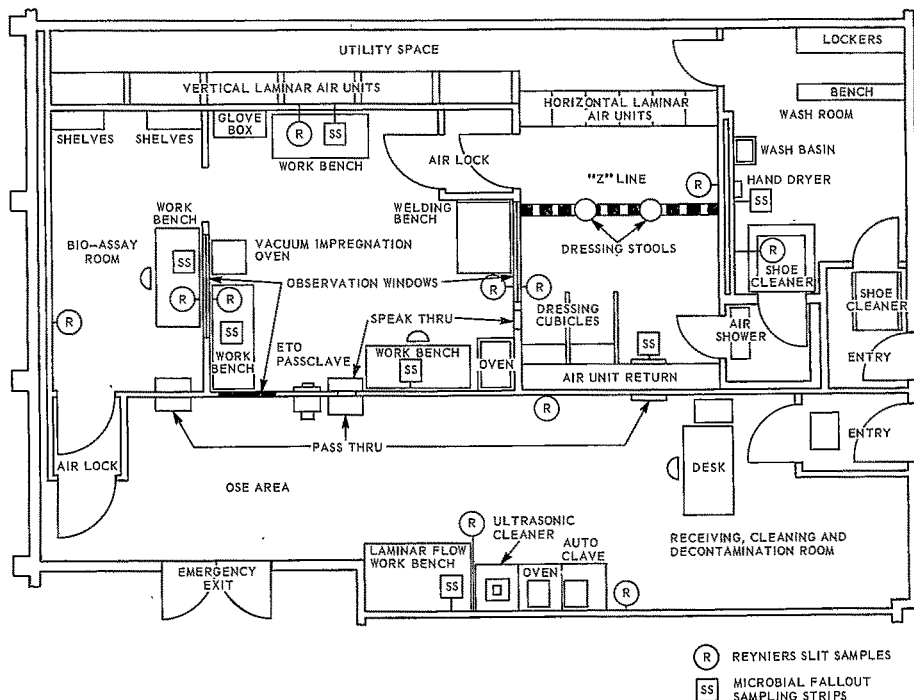 UTILITY SPACE
LOCKERS
VERTICAL LAMINAR AIR UNITS
BENCH
HORIZONTAL LAMINAR
AIR UNITS
WASH ROOM
SHELVES
SHELVES
GLOVE
BOX
R
SS
WORK BENCH
AIR LOCK
WASH BASIN
"Z" LINE
R
HAND DRYER
SS
WORK
BENCH
WELDING
BENCH
BIO-ASSAY
ROOM
SS
VACUUM IMPREGNATION
OVEN
DRESSING STOOLS
R
SHOE
CLEANER
OBSERVATION WINDOWS
R
R
R
R
SHOE
CLEANER
R
SS
WORK
BENCH
ETO
PASSCLAVE
SPEAK THRU
DRESSING
CUBICLES
AIR
SHOWER
WORK BENCH
SS
OVEN
SS
ENTRY
AIR UNIT RETURN
R
PASS THRU
ENTRY
AIR LOCK
DESK
OSE AREA
R
ULTRASONIC
CLEANER
RECEIVING, CLEANING AND
DECONTAMINATION ROOM
LAMINAR FLOW
WORK BENCH
SS
AUTO
CLAVE
OVEN
R
EMERGENCY
EXIT
R REYNIERS SLIT SAMPLES
SS MICROBIAL FALLOUT
SAMPLING STRIPS